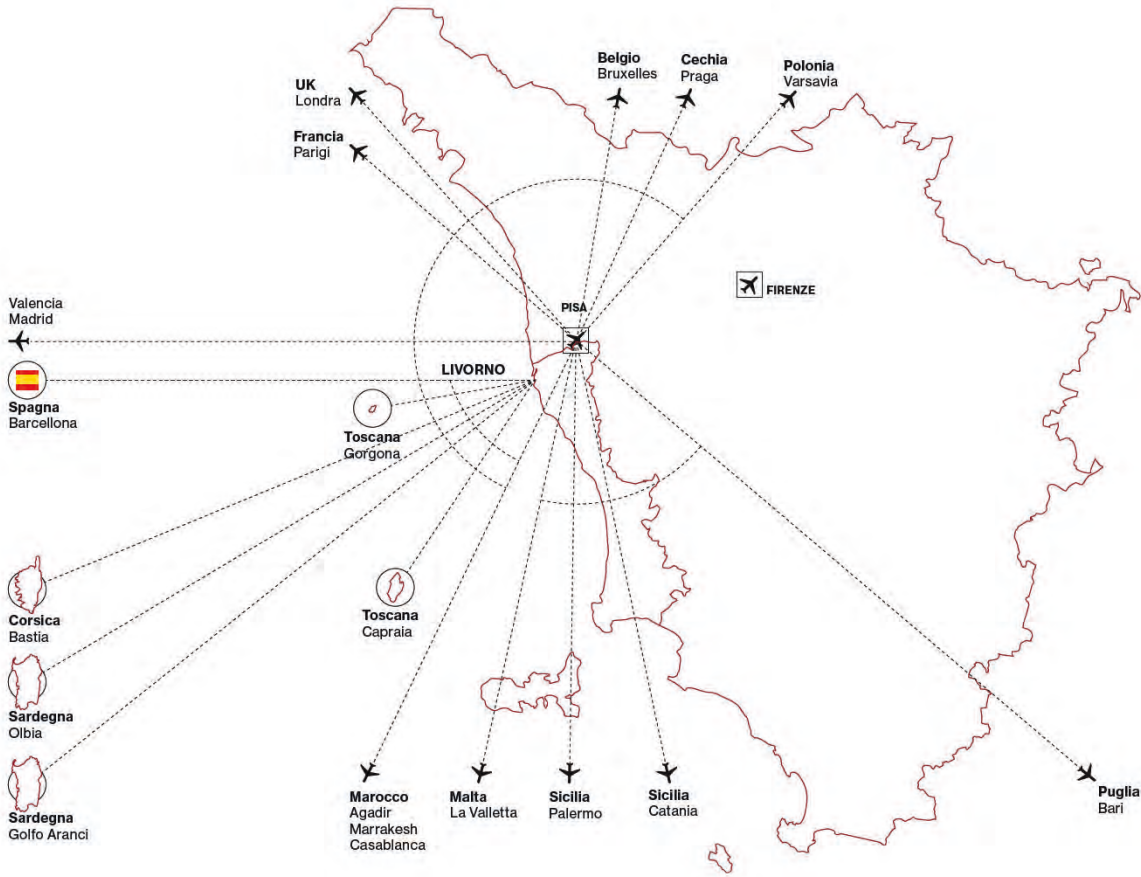 UK
Londra
Francia
Parigi
Belgio
Bruxelles
Cechia
Praga
Polonia
Varsavia
FIRENZE
PISA
Valencia
Madrid
LIVORNO
Spagna
Barcellona
Toscana
Gorgona
Corsica
Bastia
Toscana
Capraia
Sardegna
Olbia
Sardegna
Golfo Aranci
Marocco
Agadir
Marrakesh
Casablanca
Malta
La Valletta
Sicilia
Palermo
Sicilia
Catania
Puglia
Bari